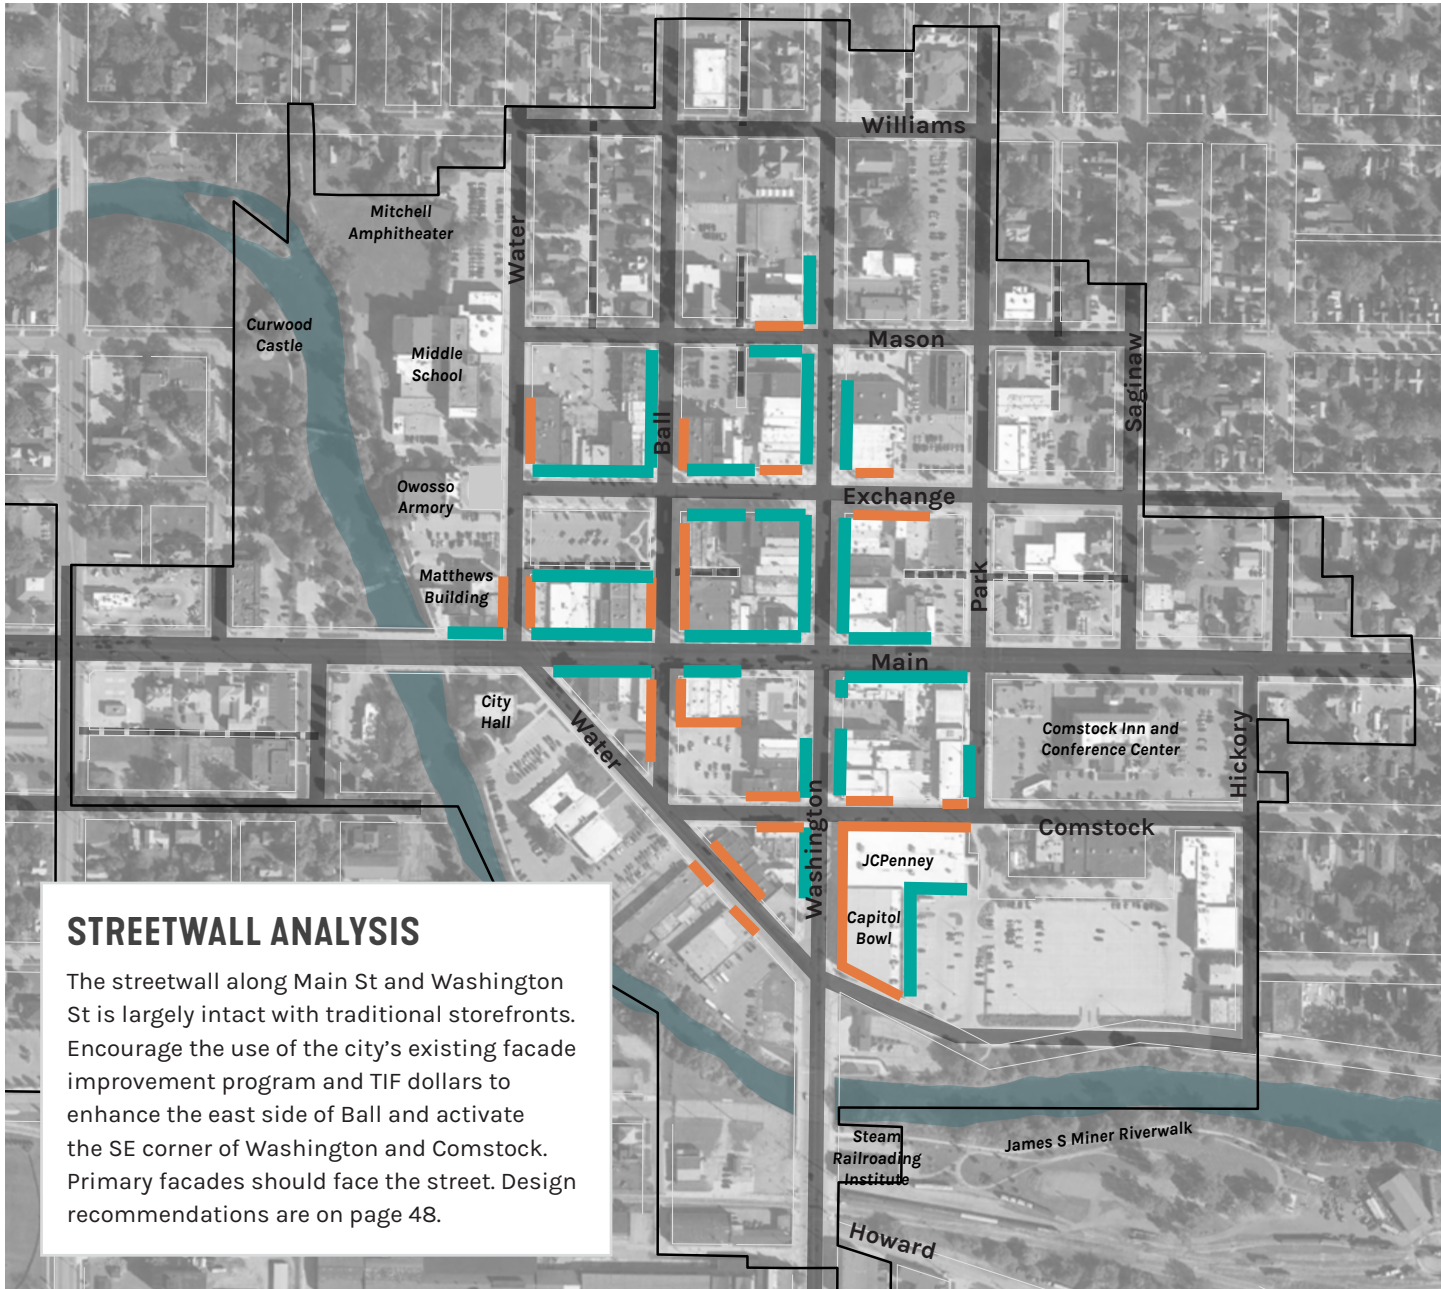 Williams
Mitchell
Amphitheater
Water
Curwood
Castle
Mason
Middle
School
Saginaw
Ball
Owosso
Armory
Exchange
Matthews
Building
Park
Main
City
Hall
Water
Comstock Inn and
Conference Center
Hickory
Washington
Comstock
JCPenney
Capitol
Bowl
STREETWALL ANALYSIS
The streetwall along Main St and Washington
St is largely intact with traditional storefronts.
Encourage the use of the city's existing facade
improvement program and TIF dollars to
enhance the east side of Ball and activate
the SE corner of Washington and Comstock.
Primary facades should face the street. Design
recommendations are on page 48.
Steam
Railroading
Institute
James S Miner Riverwalk
Howard